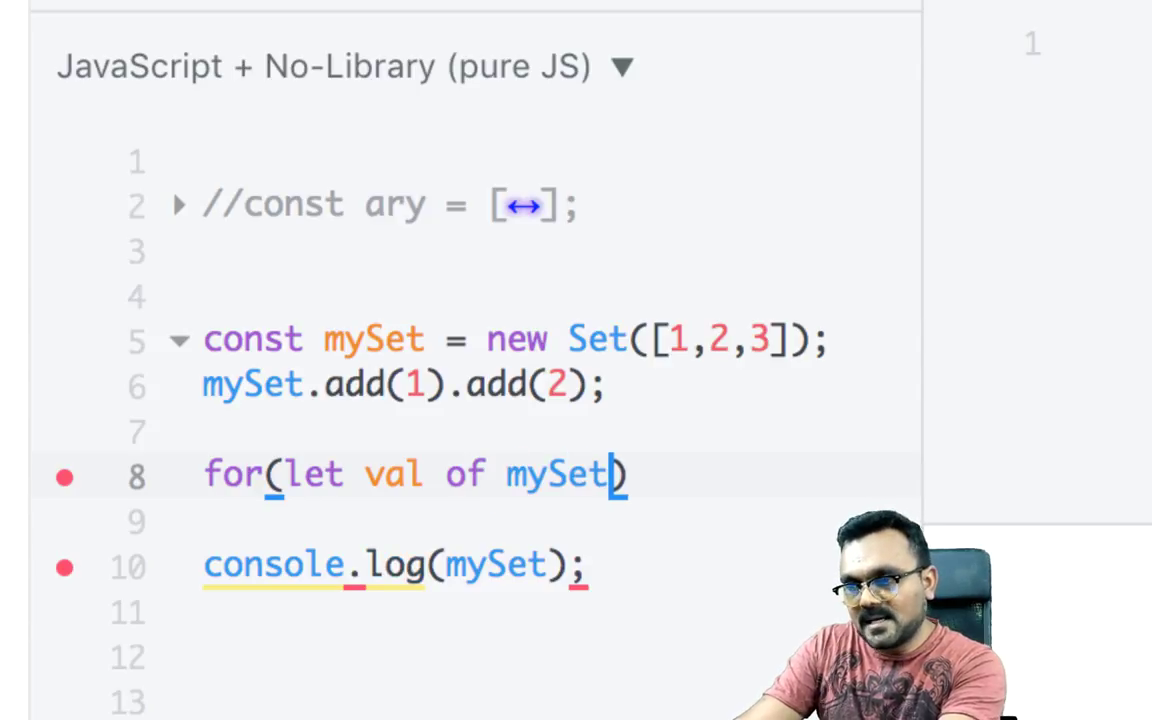 JavaScript + No-Library (pure JS) ▼
1
1
2 //const ary = [↔];
3
4
5 const mySet = new Set([1,2,3]);
6 mySet.add(1).add(2);
7
8 for(let val of mySet)
9
10 console.log(mySet);
11
12
13